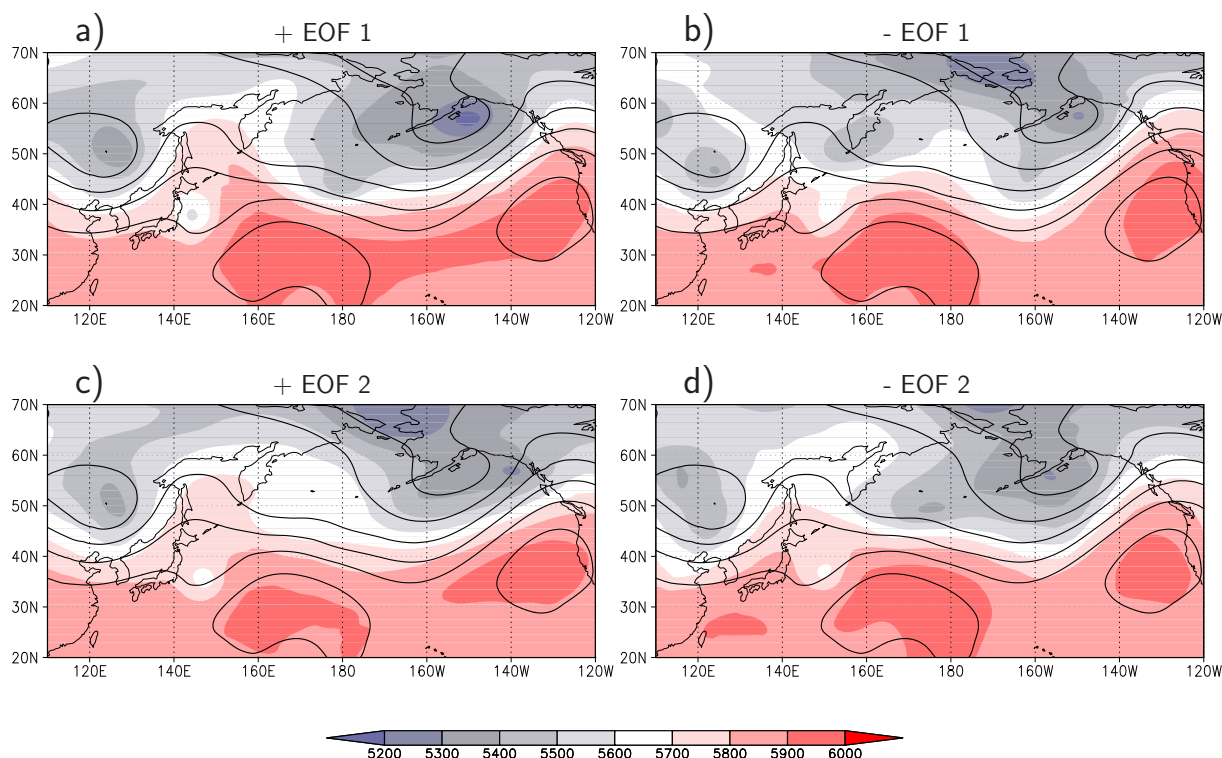 a) + EOF 1
b) - EOF 1
70N
60N
50N
40N
30N
20N
120E 140E 160E 180 160W 140W 120W
70N
60N
50N
40N
30N
20N
120E 140E 160E 180 160W 140W 120W
c) + EOF 2
d) - EOF 2
70N
60N
50N
40N
30N
20N
120E 140E 160E 180 160W 140W 120W
70N
60N
50N
40N
30N
20N
120E 140E 160E 180 160W 140W 120W
5200 5300 5400 5500 5600 5700 5800 5900 6000